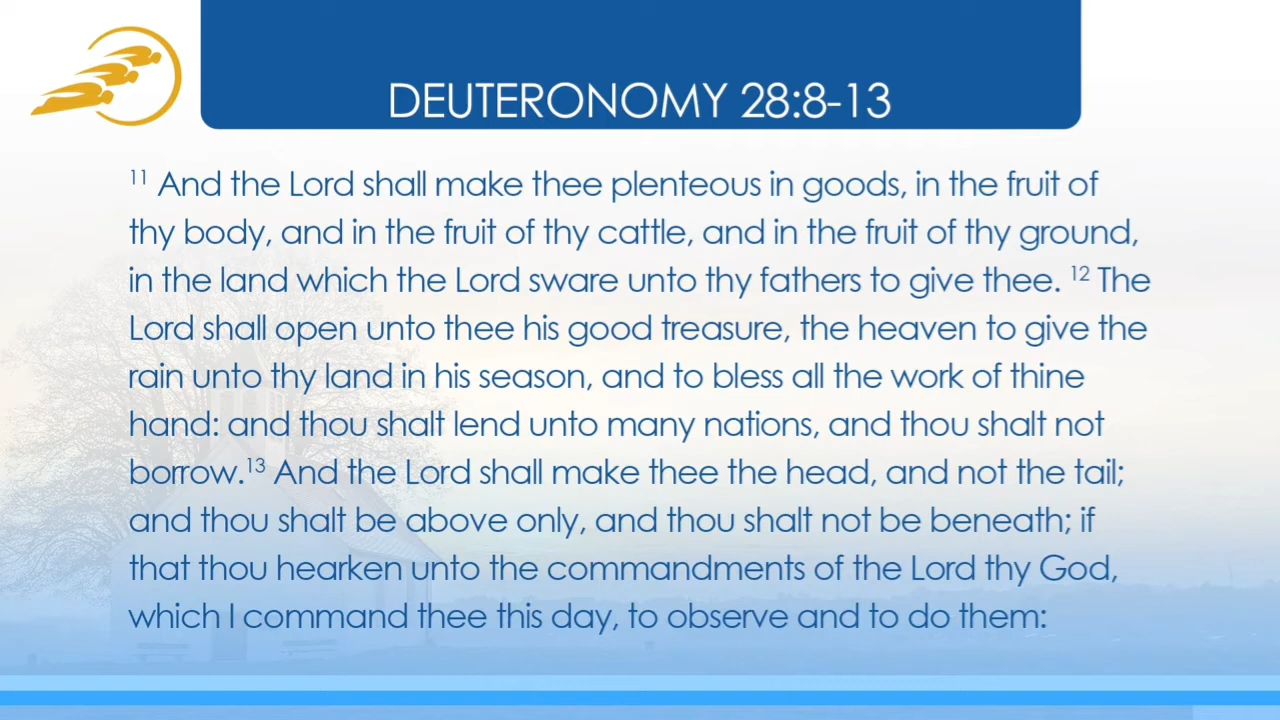 DEUTERONOMY 28:8-13
¹¹ And the Lord shall make thee plenteous in goods, in the fruit of
thy body, and in the fruit of thy cattle, and in the fruit of thy ground,
in the land which the Lord sware unto thy fathers to give thee. ¹² The
Lord shall open unto thee his good treasure, the heaven to give the
rain unto thy land in his season, and to bless all the work of thine
hand: and thou shalt lend unto many nations, and thou shalt not
borrow.¹³ And the Lord shall make thee the head, and not the tail;
and thou shalt be above only, and thou shalt not be beneath; if
that thou hearken unto the commandments of the Lord thy God,
which I command thee this day, to observe and to do them: